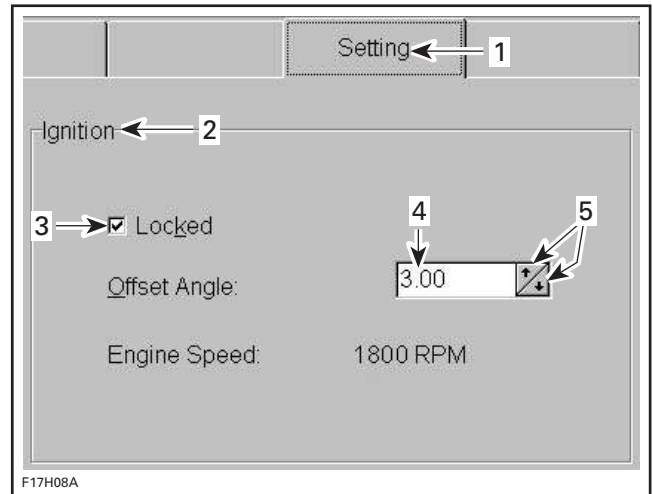 Setting 1
Ignition 2
3 Locked
4 5
Offset Angle: 3.00
Engine Speed: 1800 RPM
F17H08A